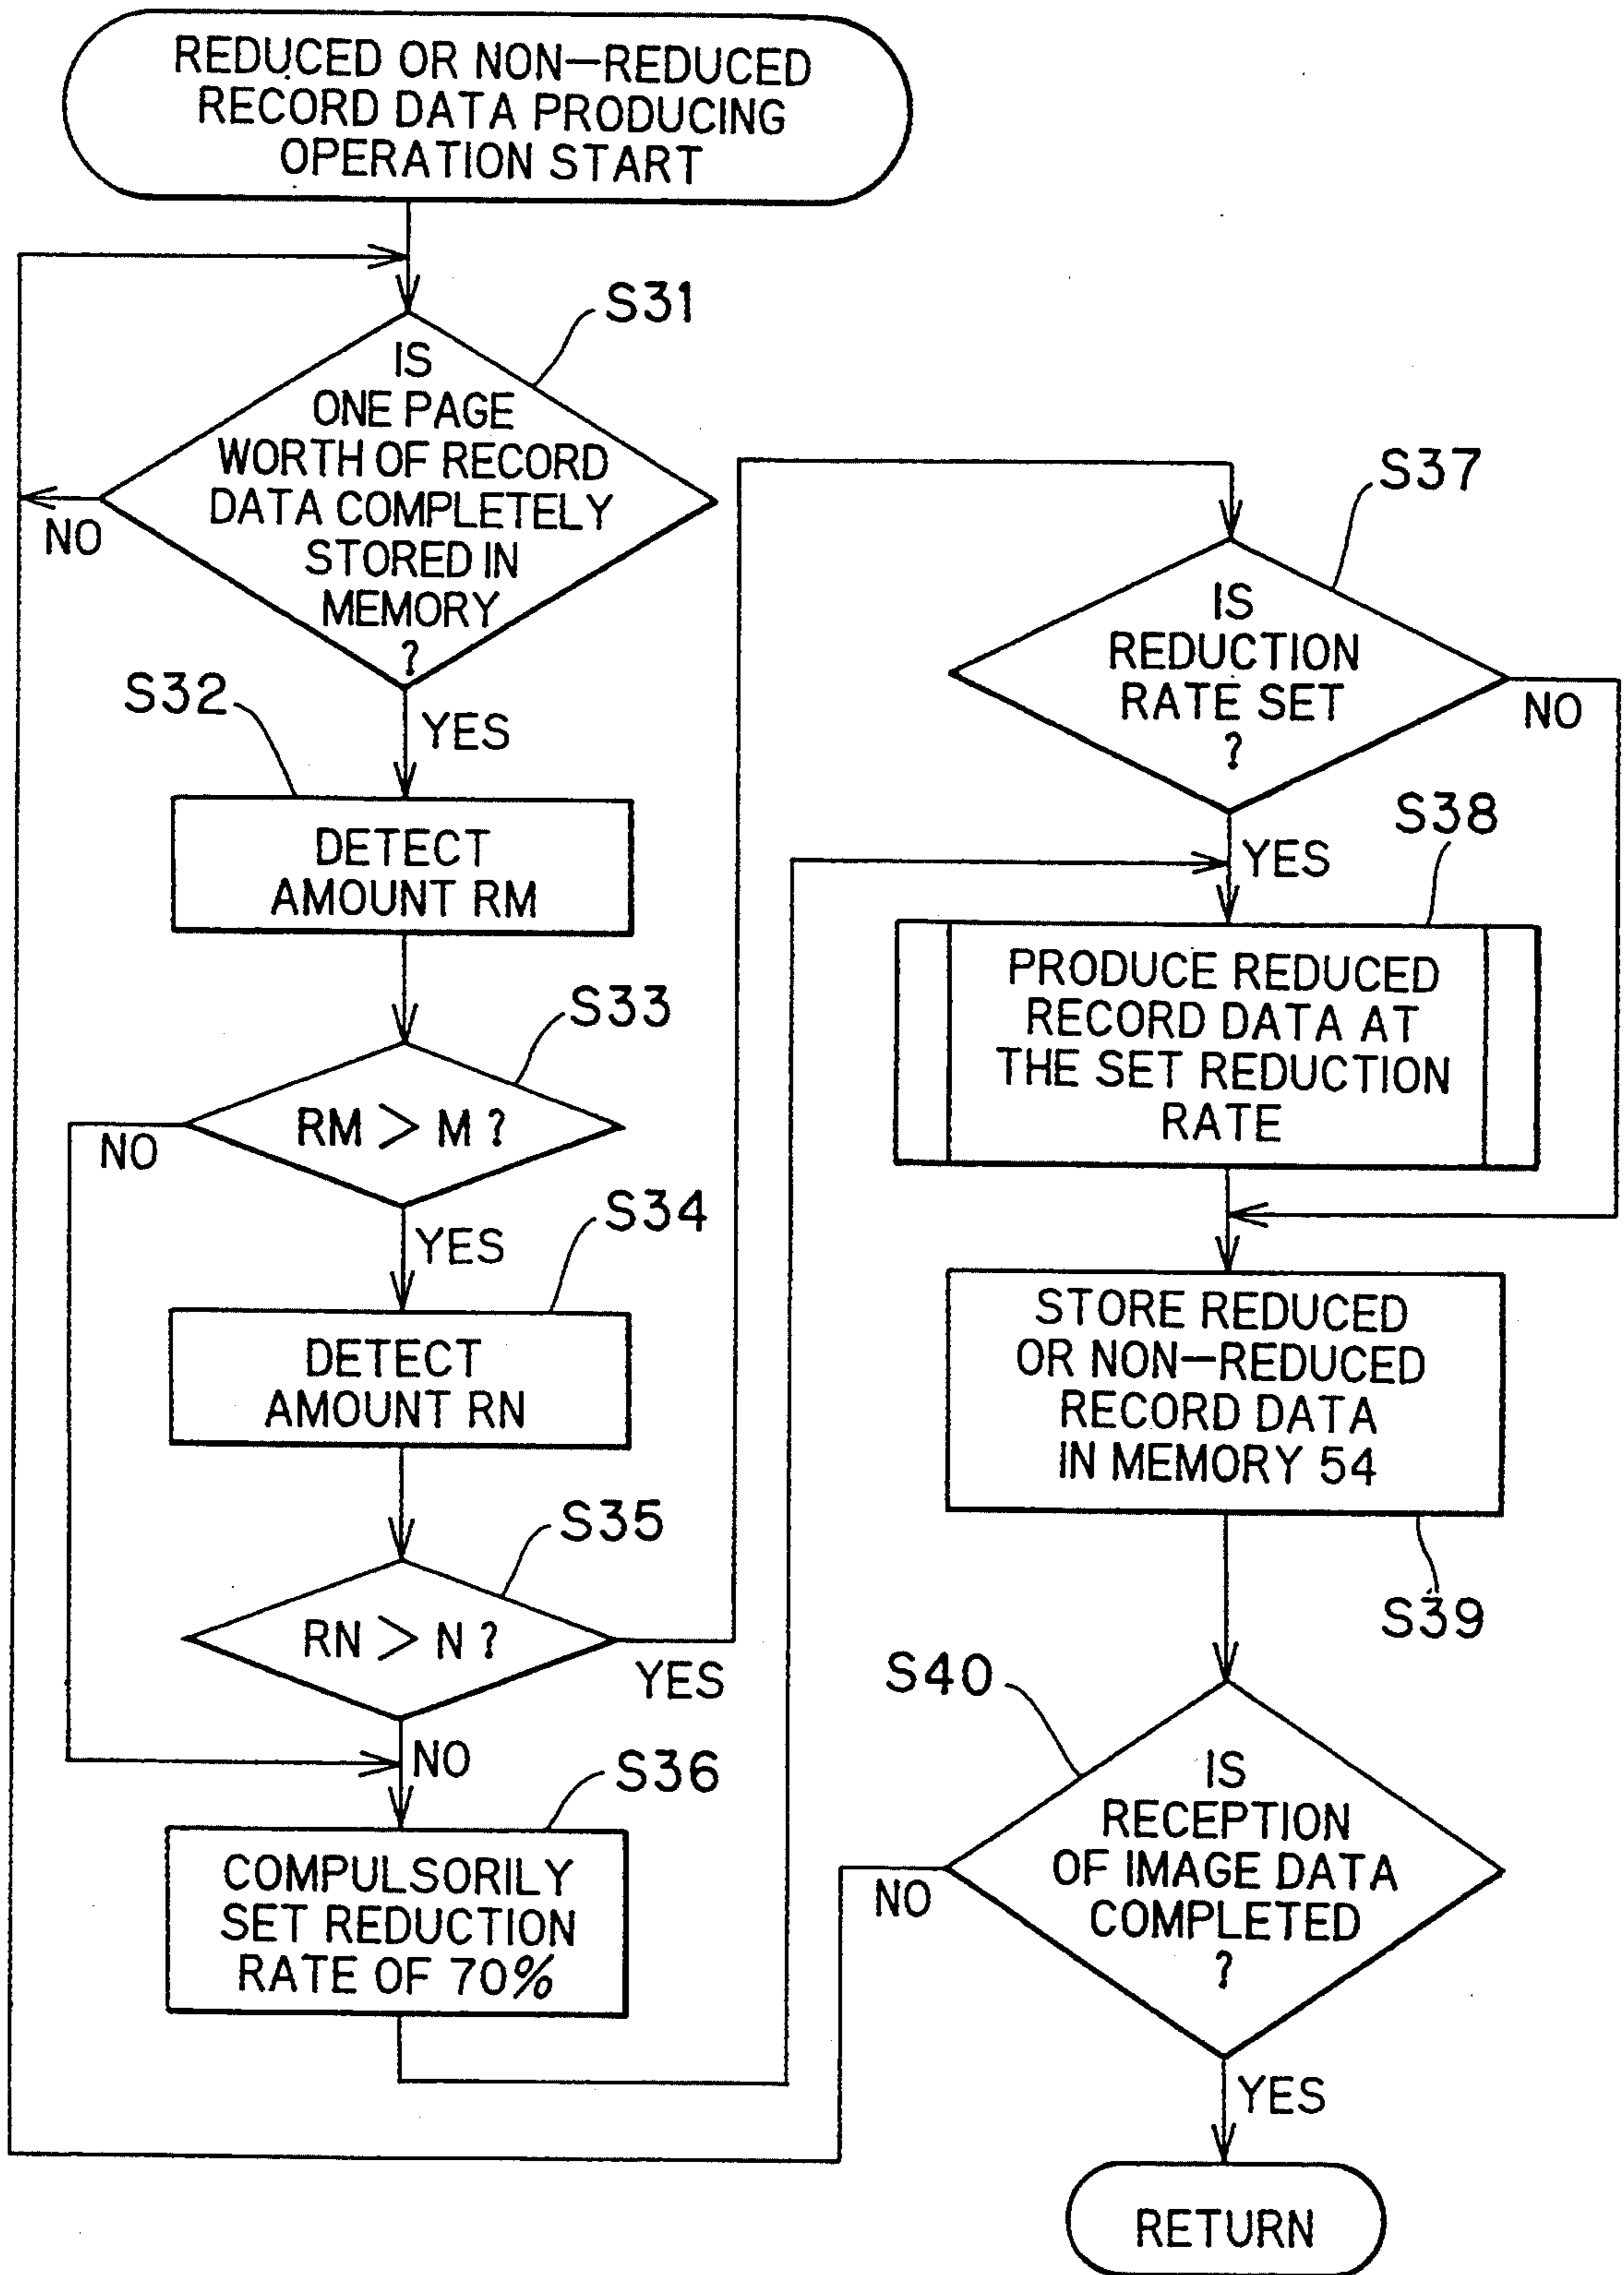 REDUCED OR NON-REDUCED
RECORD DATA PRODUCING
OPERATION START
S31
IS
ONE PAGE
WORTH OF RECORD
DATA COMPLETELY
STORED IN
MEMORY
?
NO
YES
S32
DETECT
AMOUNT RM
S33
RM > M ?
NO
YES
S34
DETECT
AMOUNT RN
S35
RN > N ?
YES
NO
S36
COMPULSORILY
SET REDUCTION
RATE OF 70%
S37
IS
REDUCTION
RATE SET
?
NO
YES
S38
PRODUCE REDUCED
RECORD DATA AT
THE SET REDUCTION
RATE
STORE REDUCED
OR NON-REDUCED
RECORD DATA
IN MEMORY 54
S39
S40
IS
RECEPTION
OF IMAGE DATA
COMPLETED
?
NO
YES
RETURN